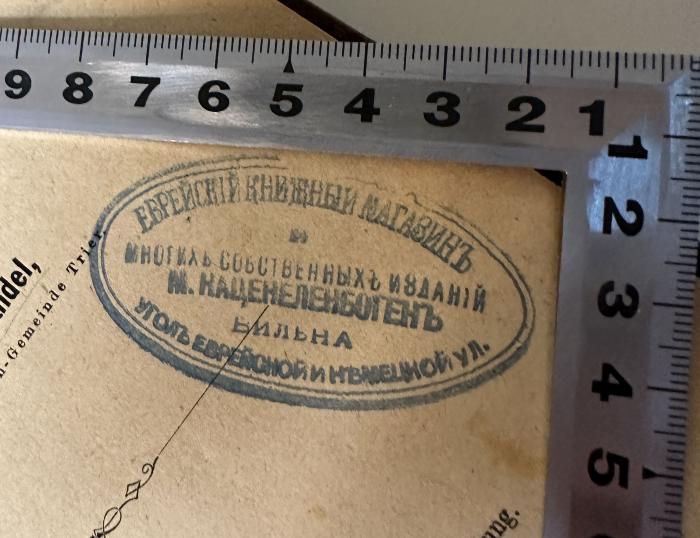 9 8 7 6 5 4 3 2 1
1
2
3
4
5
ЕВРЕЙСКІЙ КНИЖНЫЙ МАГАЗИНЪ
МНОГИХЪ СОБСТВЕННЫХЪ ИЗДАНІЙ
М. КАЦЕНЕЛЕНБОГЕНЪ
ВИЛЬНА
УГОЛЪ ЕВРЕЙСКОЙ И НѢМЕЦКОЙ УЛ.
ndel,
n-Gemeinde Trier.
ung.